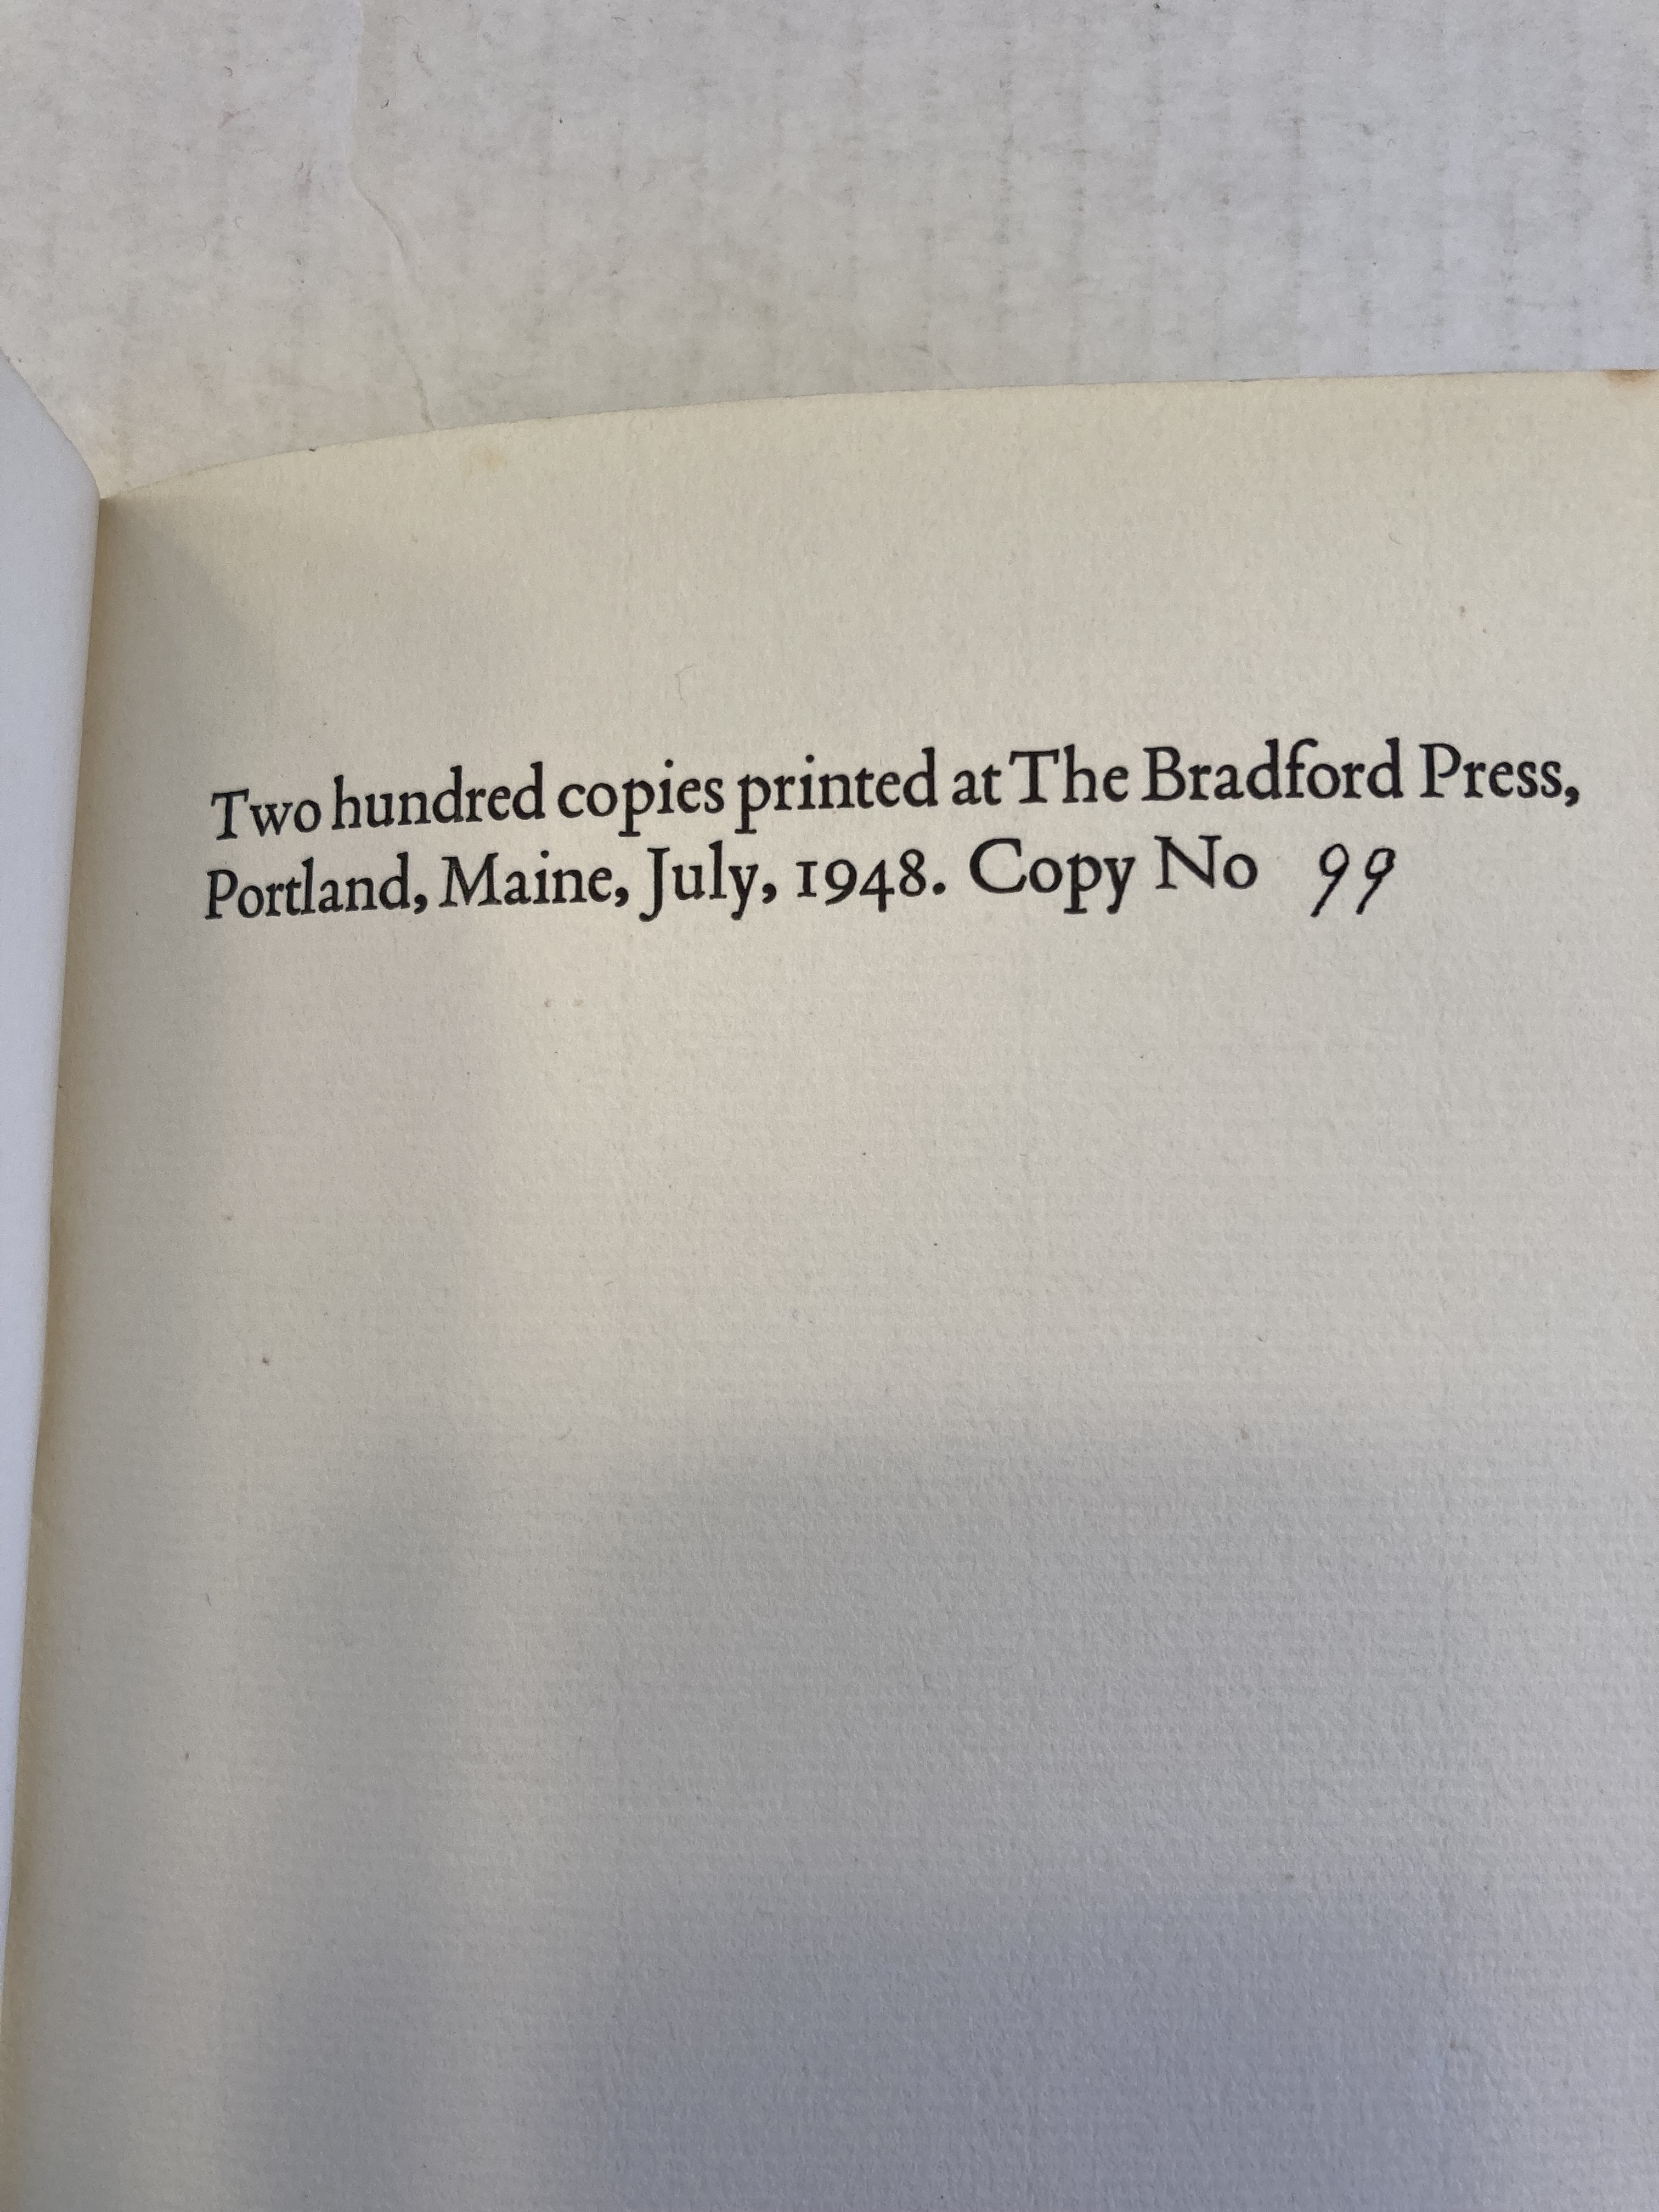 Two hundred copies printed at The Bradford Press,
Portland, Maine, July, 1948. Copy No 99